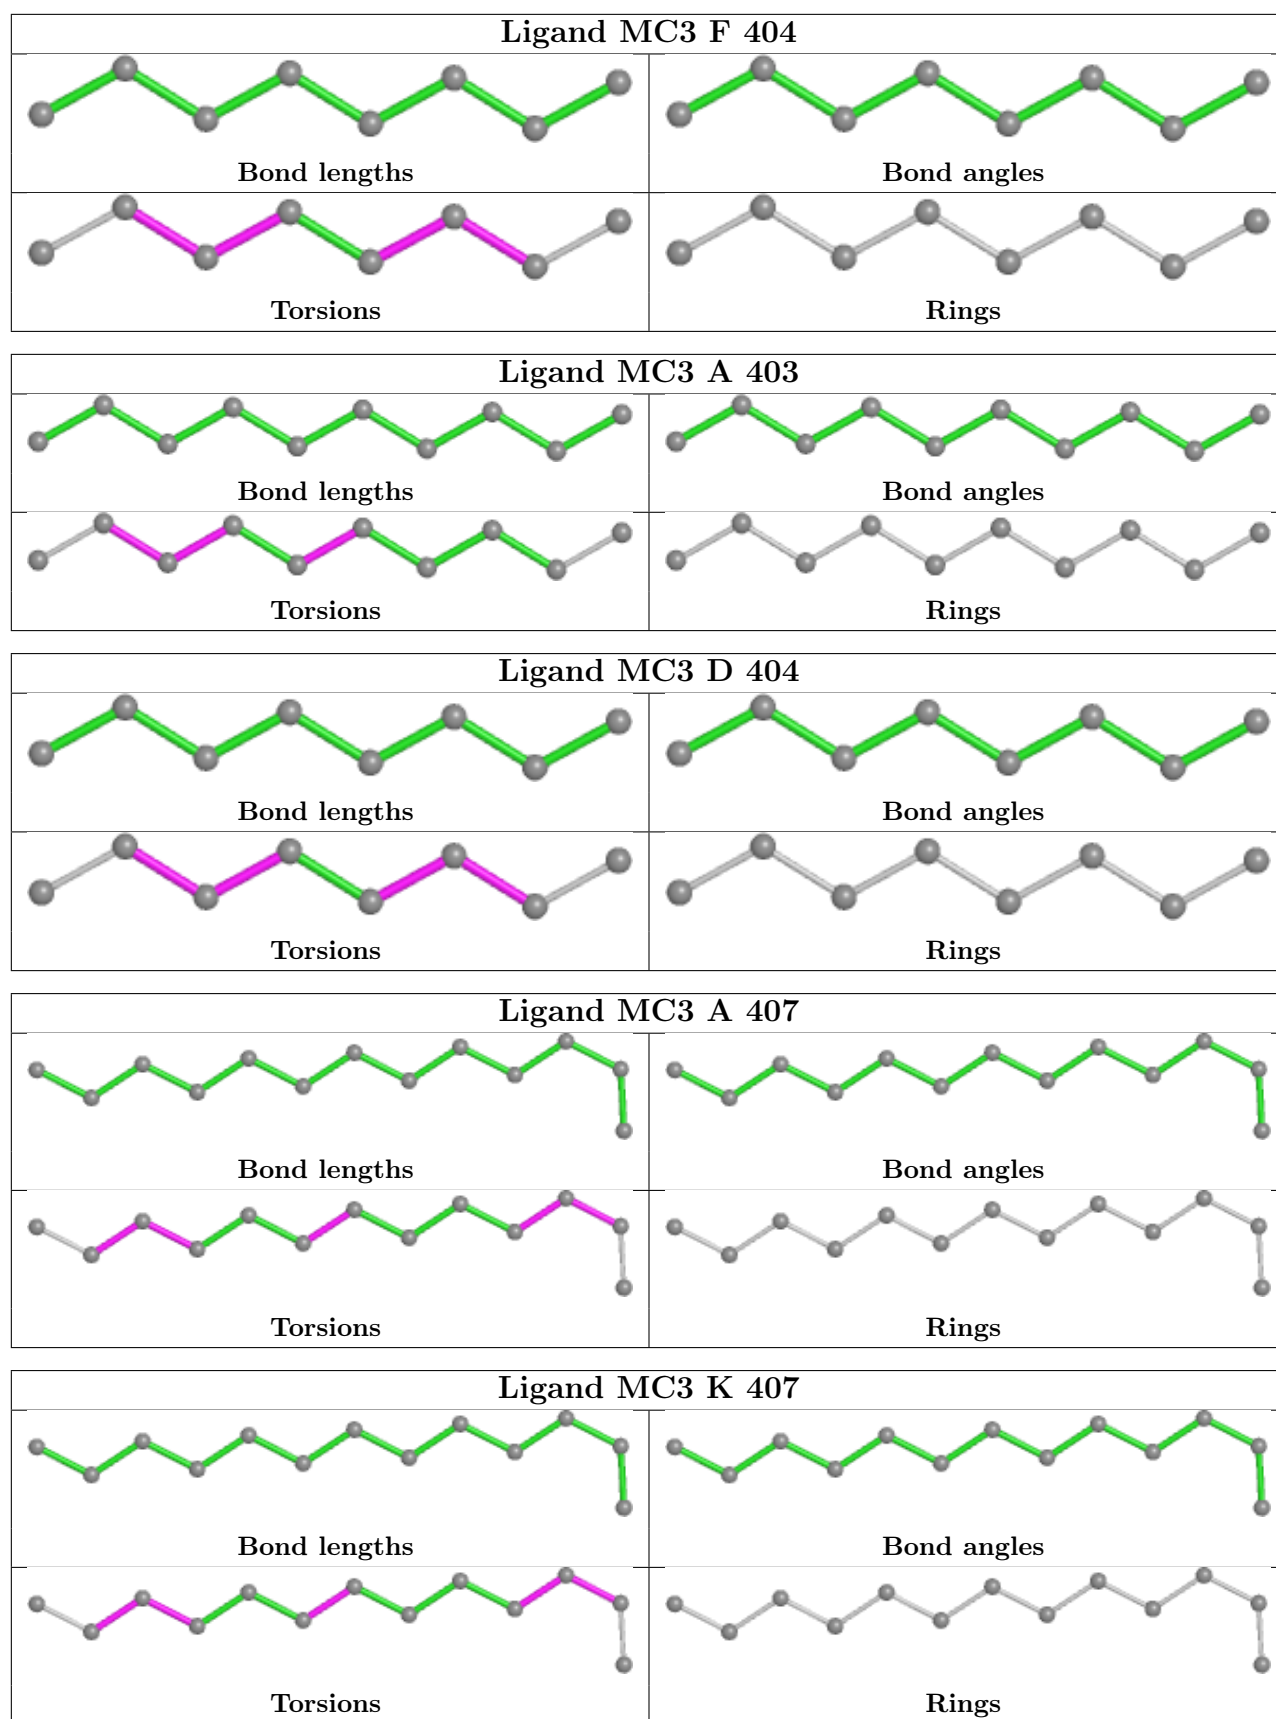 Ligand MC3 F 404
Bond lengths Bond angles
Torsions Rings
Ligand MC3 A 403
Bond lengths Bond angles
Torsions Rings
Ligand MC3 D 404
Bond lengths Bond angles
Torsions Rings
Ligand MC3 A 407
Bond lengths Bond angles
Torsions Rings
Ligand MC3 K 407
Bond lengths Bond angles
Torsions Rings